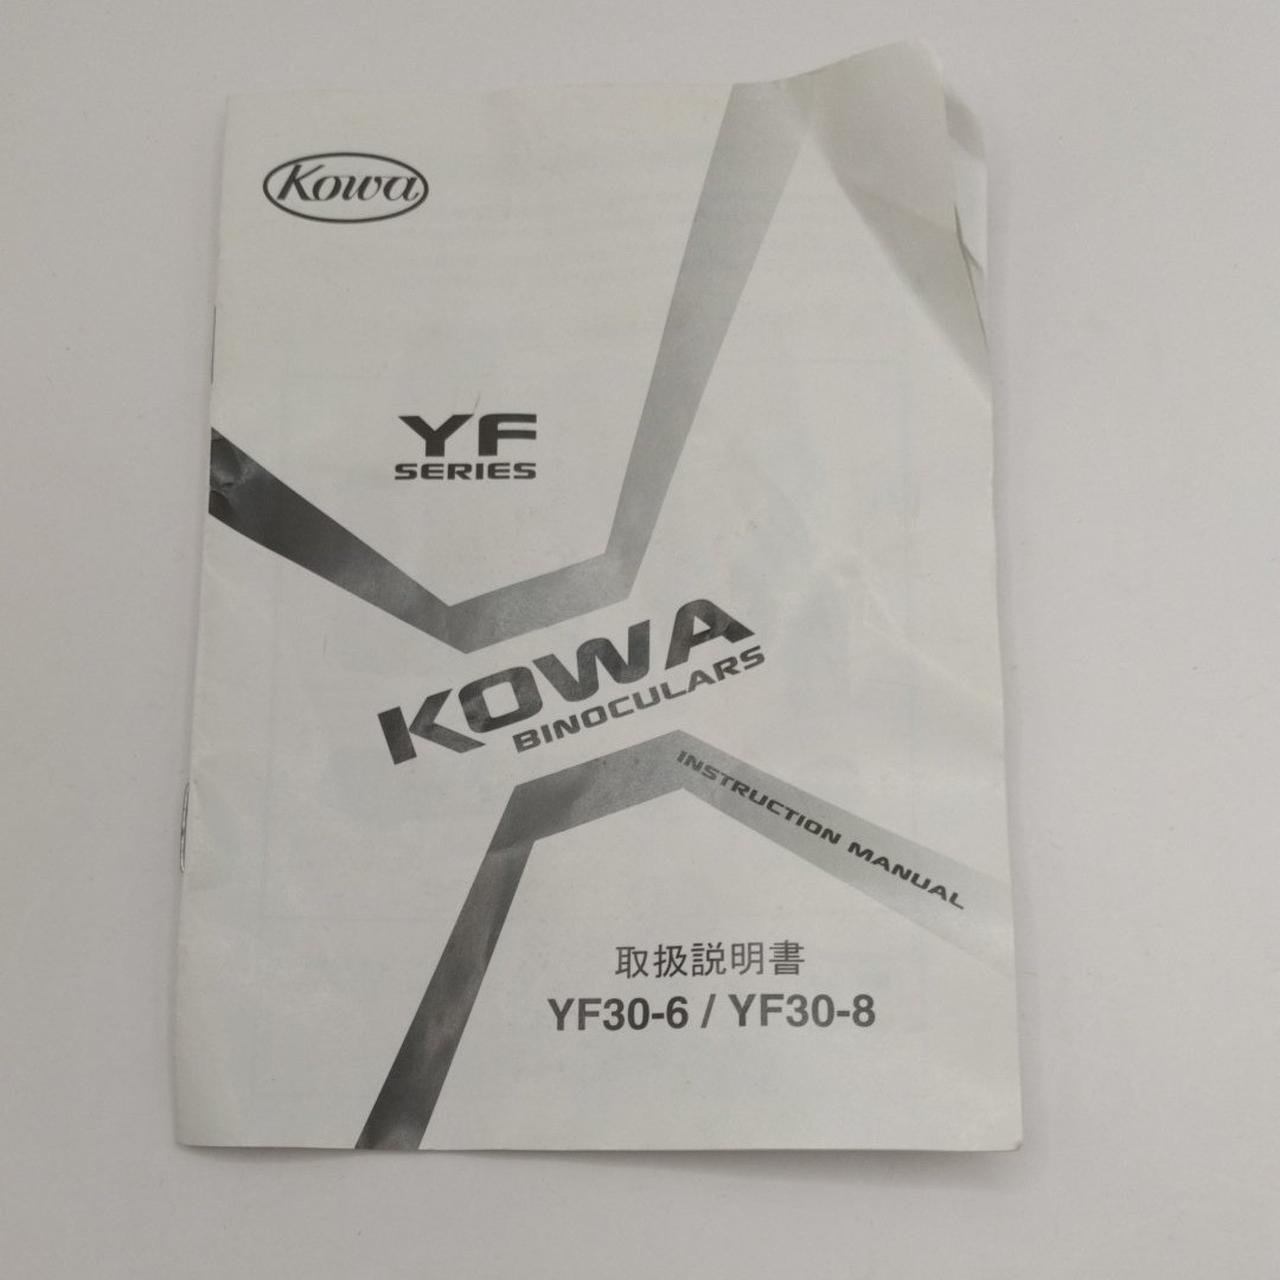 Kowa
YF
SERIES
KOWA
BINOCULARS
INSTRUCTION MANUAL
取扱説明書
YF30-6 / YF30-8